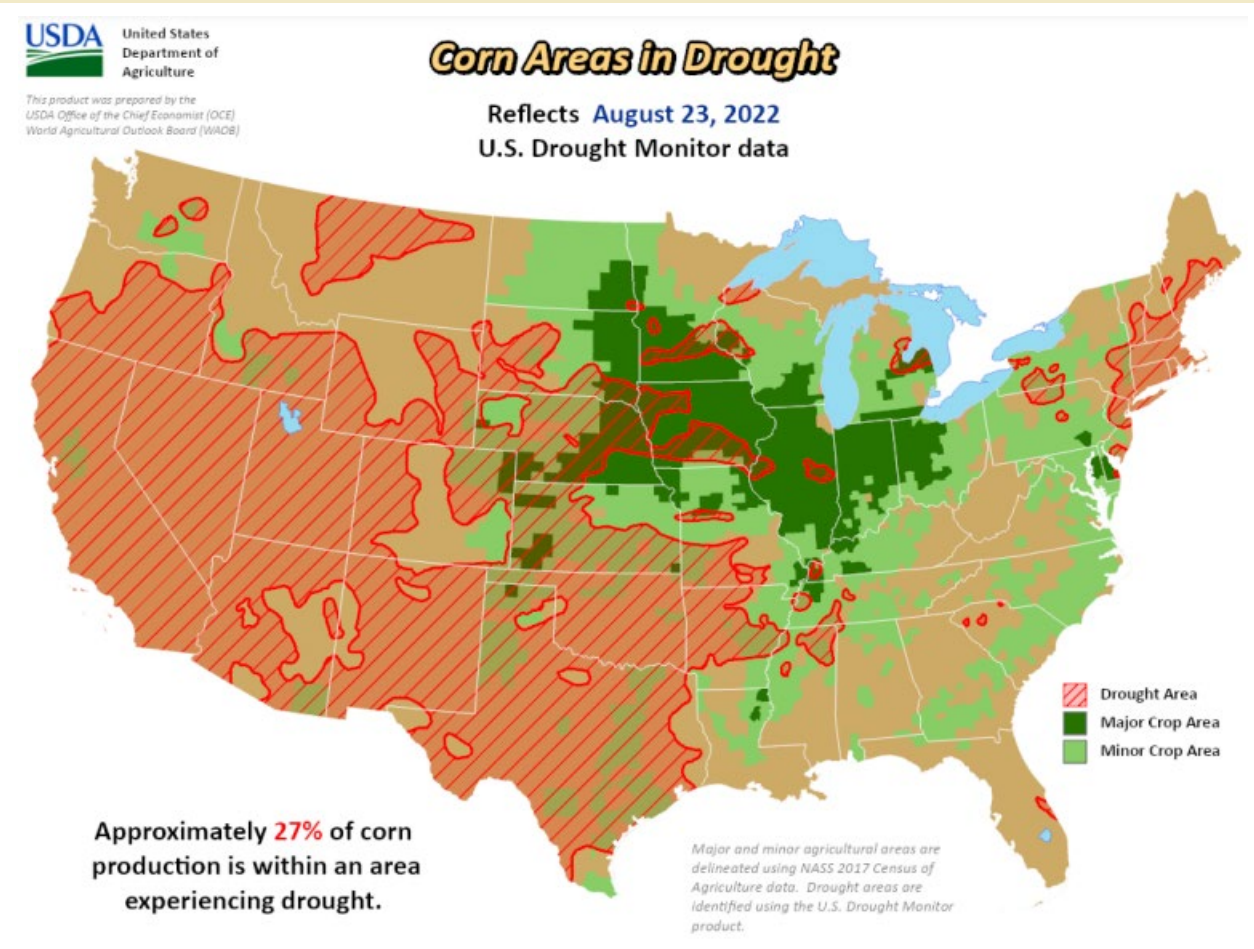 USDA
United States
Department of
Agriculture
This product was prepared by the
USDA Office of the Chief Economist (OCE)
World Agricultural Outlook Board (WAOB)
Corn Areas in Drought
Reflects August 23, 2022
U.S. Drought Monitor data
Drought Area
Major Crop Area
Minor Crop Area
Approximately 27% of corn
production is within an area
experiencing drought.
Major and minor agricultural areas are
delineated using NASS 2017 Census of
Agriculture data. Drought areas are
identified using the U.S. Drought Monitor
product.